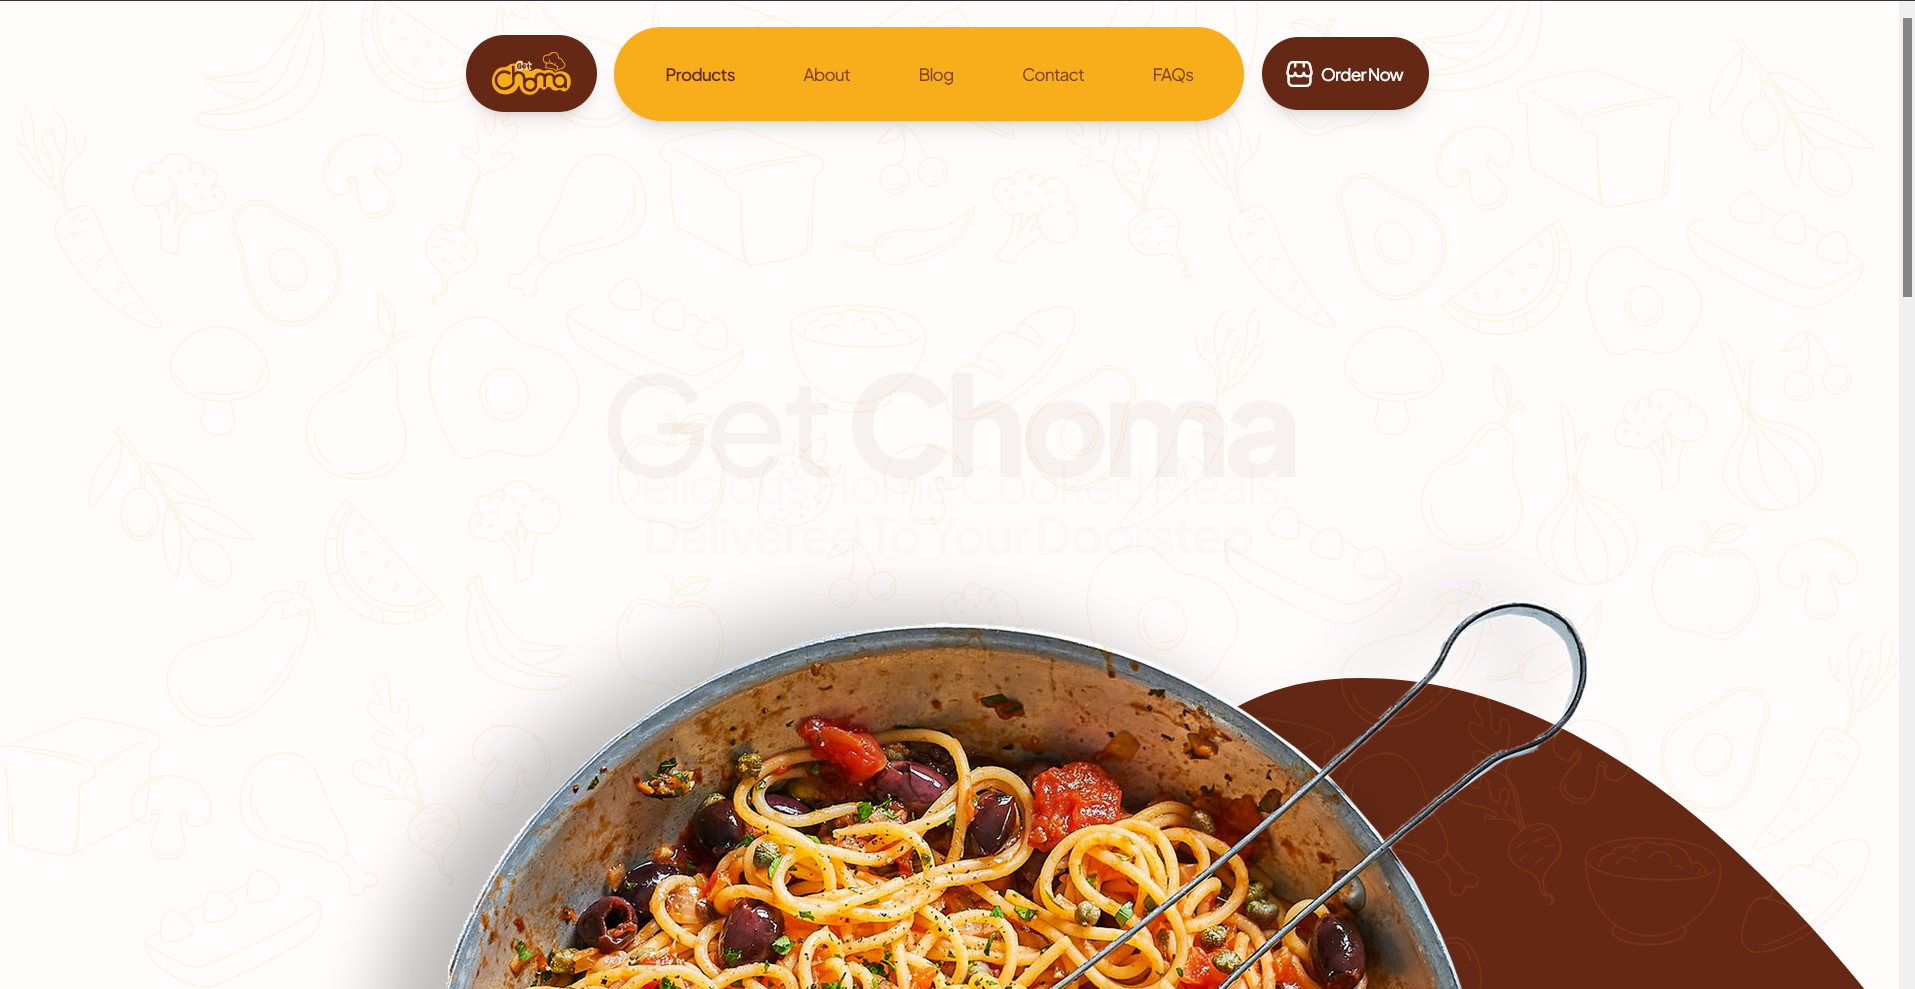 Get
Choma
Products
About
Blog
Contact
FAQs
Order Now
Get Choma
Delicious Home Cooked Meals,
Delivered To Your Doorstep